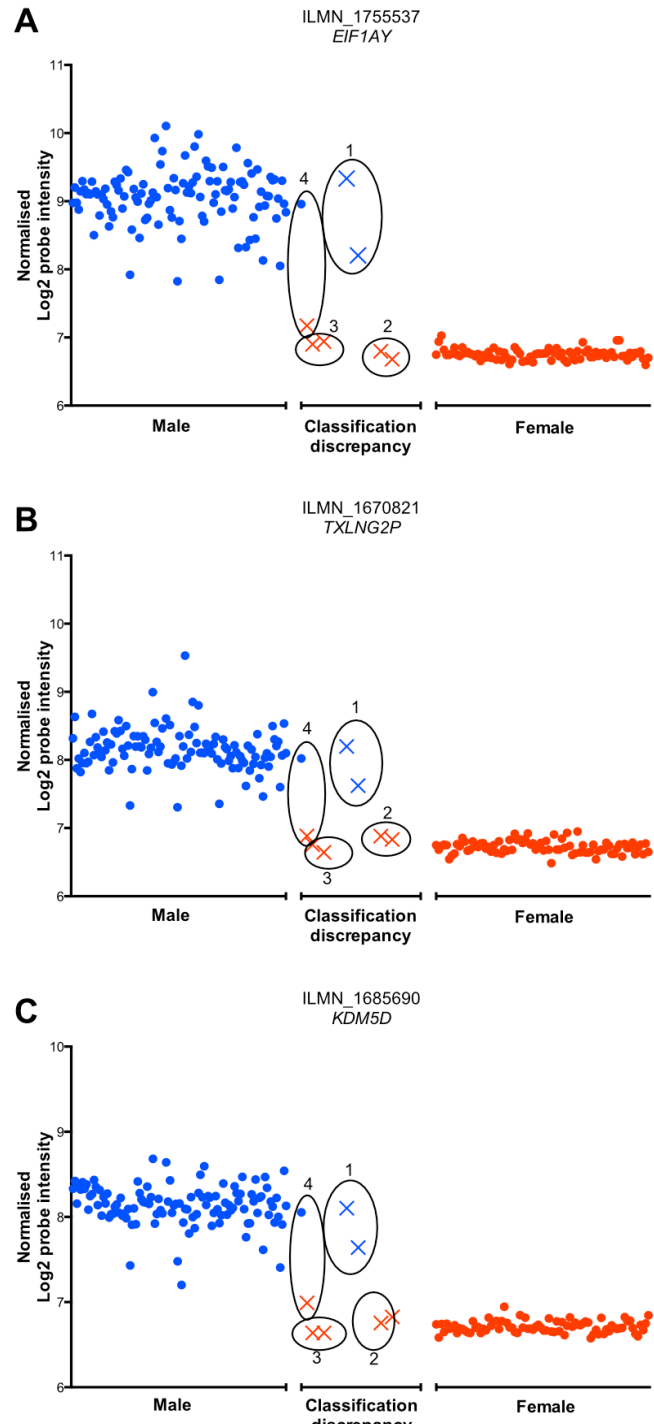 A
ILMN_1755537
EIF1AY
11
10
9
8
7
6
Normalised
Log2 probe intensity
1
4
3
2
Male
Classification
discrepancy
Female
B
ILMN_1670821
TXLNG2P
11
10
9
8
7
6
Normalised
Log2 probe intensity
1
4
2
3
Male
Classification
discrepancy
Female
C
ILMN_1685690
KDM5D
10
9
8
7
6
Normalised
Log2 probe intensity
1
4
3
2
Male
Classification
discrepancy
Female